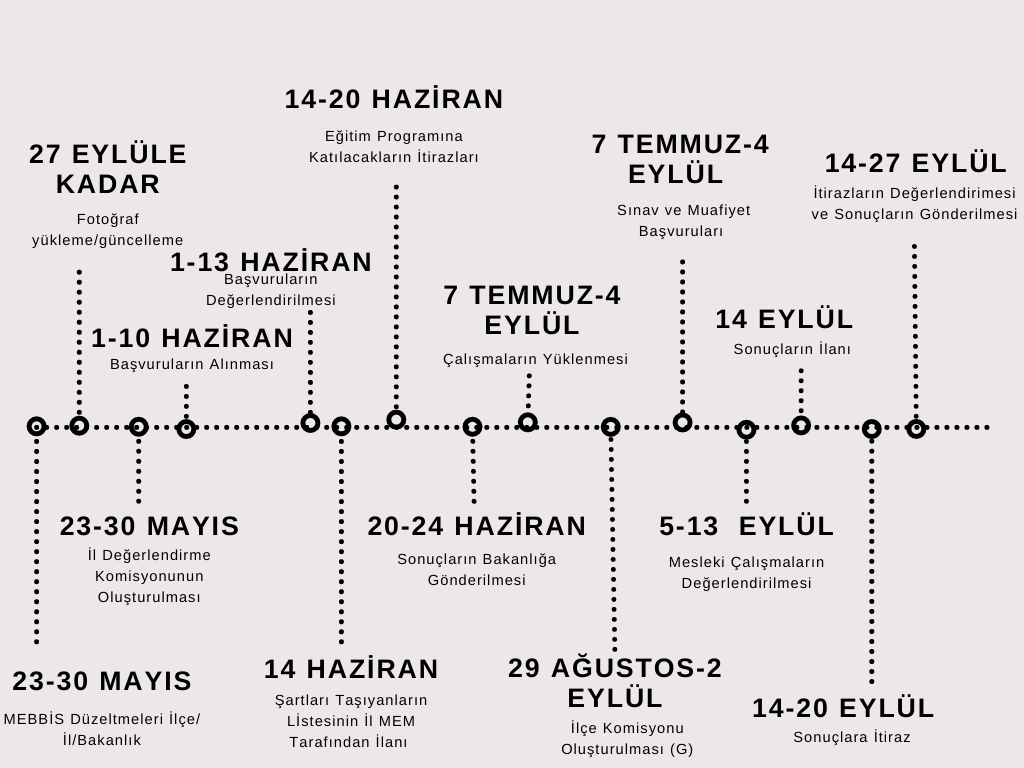 14-20 HAZİRAN
Eğitim Programına
Katılacakların İtirazları
27 EYLÜLE
KADAR
Fotoğraf
yükleme/güncelleme
7 TEMMUZ-4
EYLÜL
Sınav ve Muafiyet
Başvuruları
14-27 EYLÜL
İtirazların Değerlendirimesi
ve Sonuçların Gönderilmesi
1-13 HAZİRAN
Başvuruların
Değerlendirilmesi
7 TEMMUZ-4
EYLÜL
Çalışmaların Yüklenmesi
14 EYLÜL
Sonuçların İlanı
1-10 HAZİRAN
Başvuruların Alınması
23-30 MAYIS
İl Değerlendirme
Komisyonunun
Oluşturulması
20-24 HAZİRAN
Sonuçların Bakanlığa
Gönderilmesi
5-13 EYLÜL
Mesleki Çalışmaların
Değerlendirilmesi
23-30 MAYIS
MEBBİS Düzeltmeleri İlçe/
İl/Bakanlık
14 HAZİRAN
Şartları Taşıyanların
Lİstesinin İl MEM
Tarafından İlanı
29 AĞUSTOS-2
EYLÜL
İlçe Komisyonu
Oluşturulması (G)
14-20 EYLÜL
Sonuçlara İtiraz